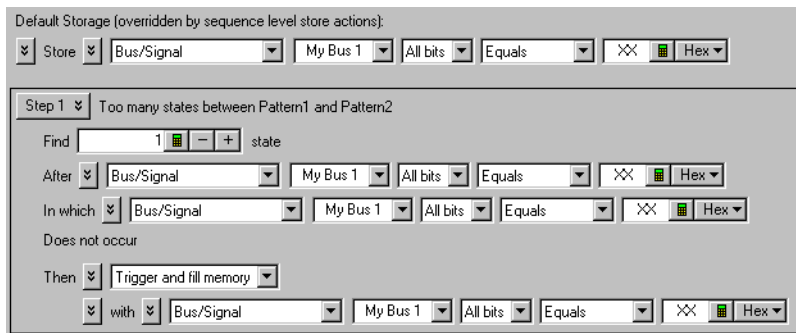 Default Storage (overridden by sequence level store actions):
Store Bus/Signal My Bus 1 All bits Equals XX Hex
Step 1 Too many states between Pattern1 and Pattern2
Find 1 - + state
After Bus/Signal My Bus 1 All bits Equals XX Hex
In which Bus/Signal My Bus 1 All bits Equals XX Hex
Does not occur
Then Trigger and fill memory
with Bus/Signal My Bus 1 All bits Equals XX Hex